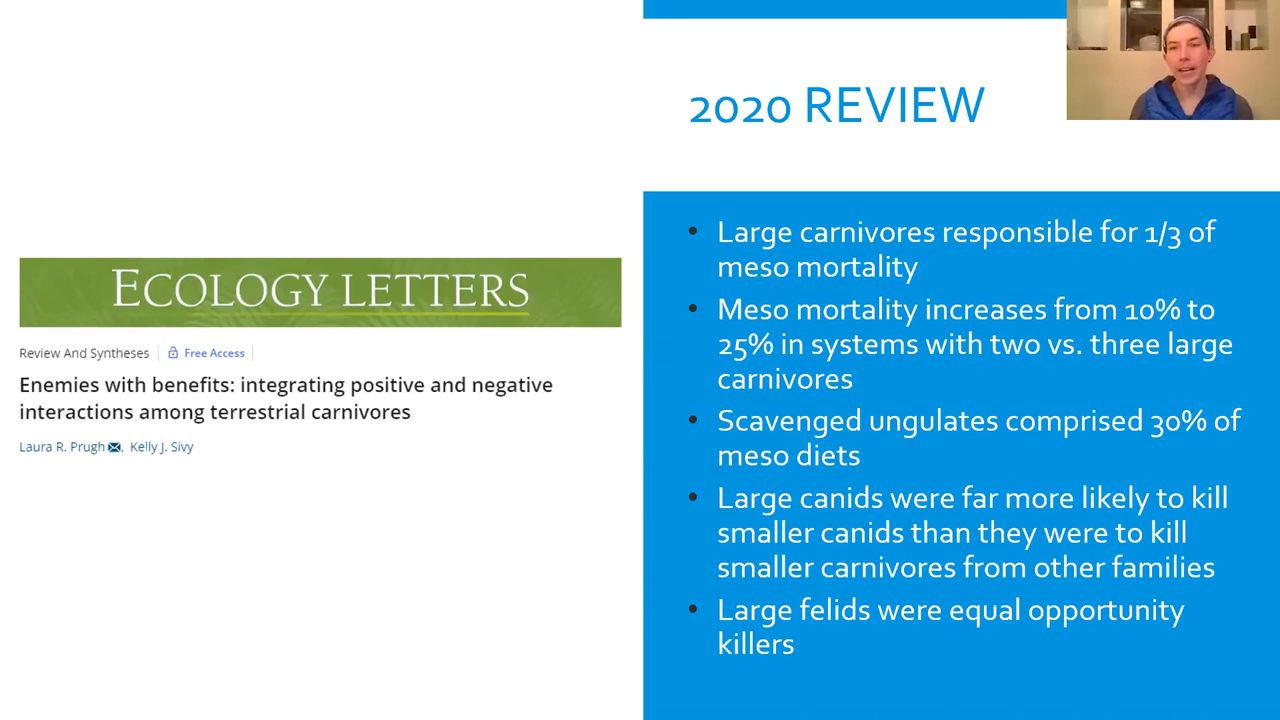 2020 REVIEW
ECOLOGY LETTERS
Review And Syntheses
Free Access
Enemies with benefits: integrating positive and negative
interactions among terrestrial carnivores
Laura R. Prugh, Kelly J. Sivy
• Large carnivores responsible for 1/3 of
meso mortality
• Meso mortality increases from 10% to
25% in systems with two vs. three large
carnivores
• Scavenged ungulates comprised 30% of
meso diets
• Large canids were far more likely to kill
smaller canids than they were to kill
smaller carnivores from other families
• Large felids were equal opportunity
killers